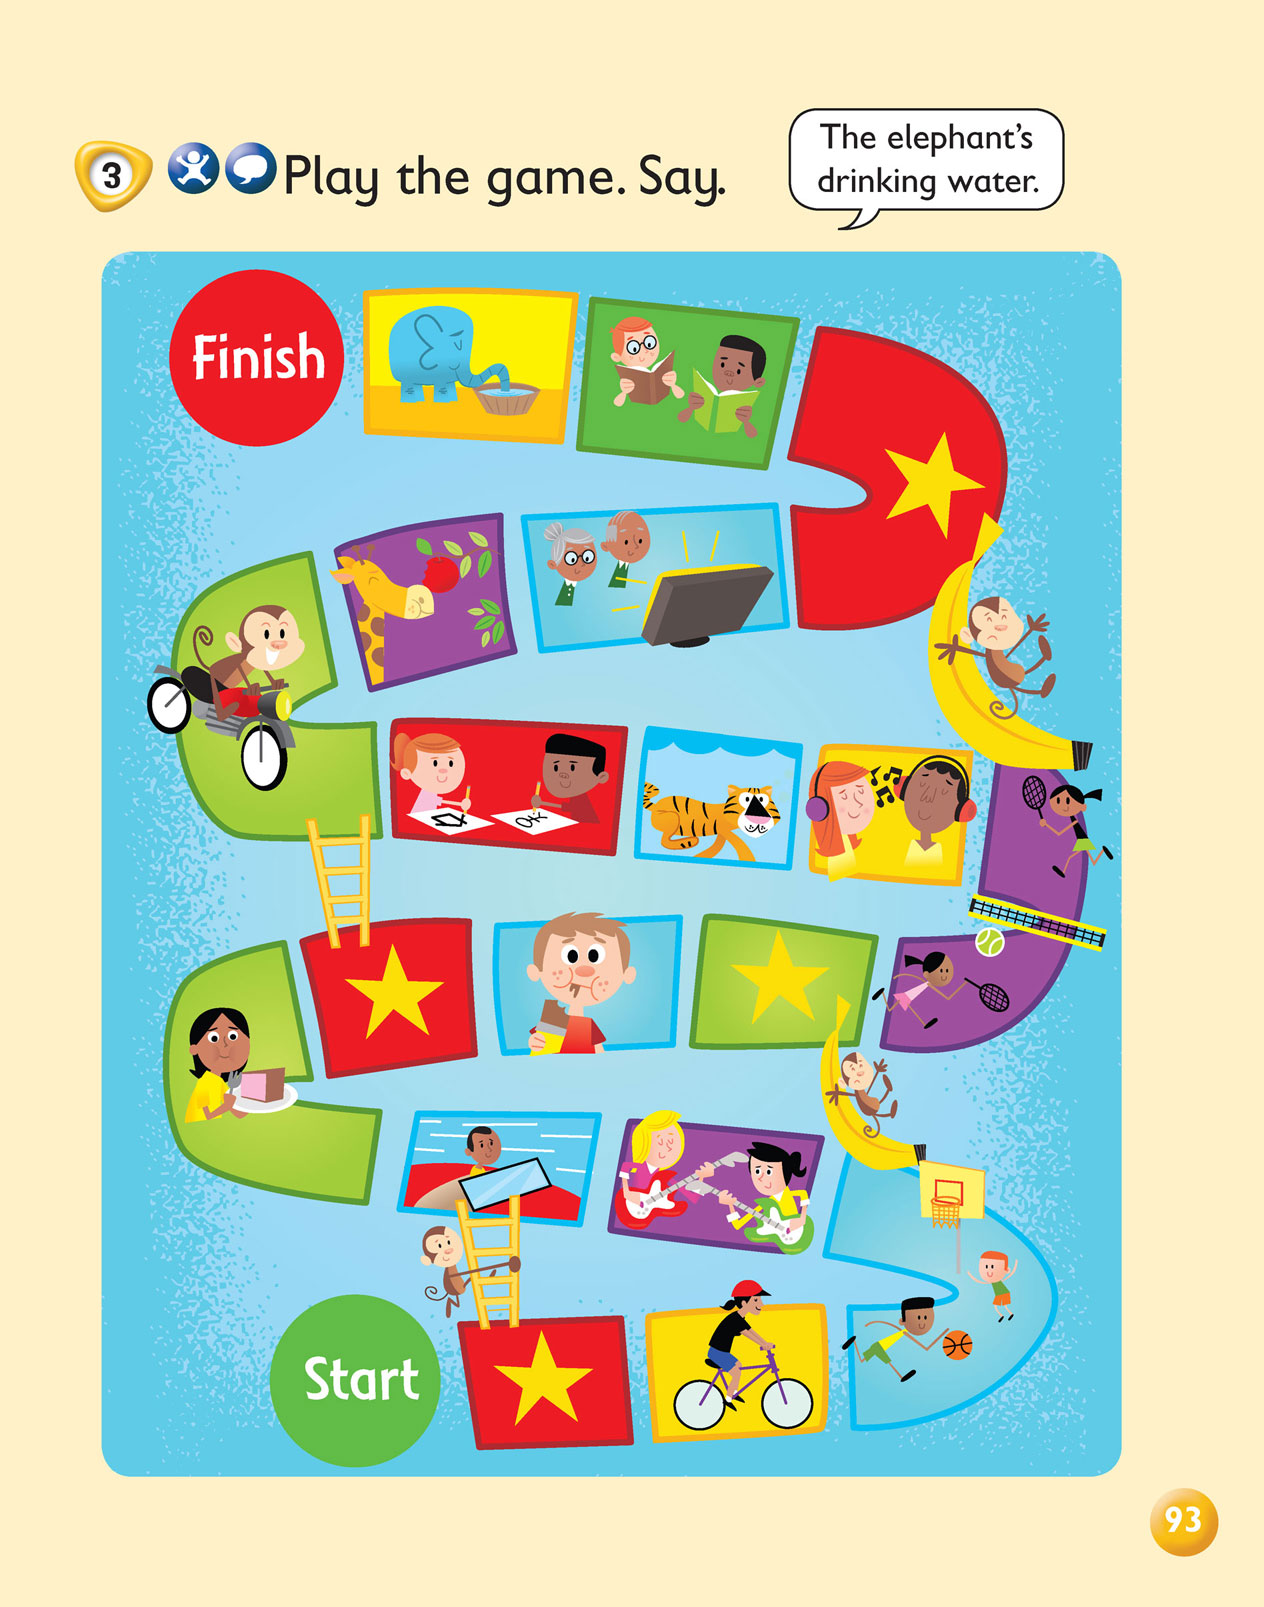 3 Play the game. Say.
The elephant's
drinking water.
Finish
Start
93